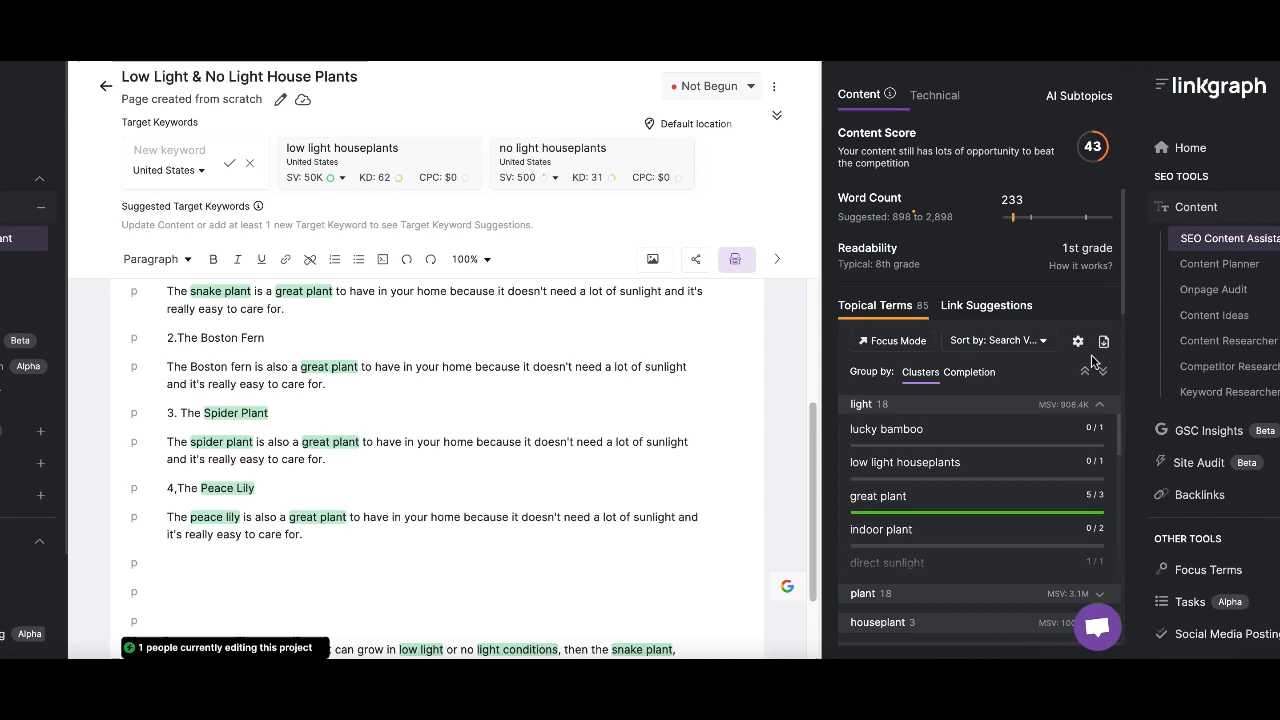 Low Light & No Light House Plants
Page created from scratch
Not Begun
Target Keywords
Default location
New keyword
United States
low light houseplants
United States
SV: 50K KD: 62 CPC: $0
no light houseplants
United States
SV: 500 KD: 31 CPC: $0
Suggested Target Keywords
Update Content or add at least 1 new Target Keyword to see Target Keyword Suggestions.
Paragraph B I U 100%
p The snake plant is a great plant to have in your home because it doesn't need a lot of sunlight and it's
really easy to care for.
p 2.The Boston Fern
p The Boston fern is also a great plant to have in your home because it doesn't need a lot of sunlight
and it's really easy to care for.
p 3. The Spider Plant
p The spider plant is also a great plant to have in your home because it doesn't need a lot of sunlight
and it's really easy to care for.
p 4,The Peace Lily
p The peace lily is also a great plant to have in your home because it doesn't need a lot of sunlight and
it's really easy to care for.
p
p
p
1 people currently editing this project
t can grow in low light or no light conditions, then the snake plant,
ant
Beta
Alpha
Alpha
Content Technical AI Subtopics
Content Score
Your content still has lots of opportunity to beat
the competition
43
Word Count 233
Suggested: 898 to 2,898
Readability 1st grade
Typical: 8th grade How it works?
Topical Terms 85 Link Suggestions
Focus Mode Sort by: Search V...
Group by: Clusters Completion
light 18 MSV: 908.4K
lucky bamboo 0/1
low light houseplants 0/1
great plant 5/3
indoor plant 0/2
direct sunlight 1/1
plant 18 MSV: 3.1M
houseplant 3 MSV: 100
linkgraph
Home
SEO TOOLS
Content
SEO Content Assista
Content Planner
Onpage Audit
Content Ideas
Content Researcher
Competitor Researc
Keyword Researcher
GSC Insights Beta
Site Audit Beta
Backlinks
OTHER TOOLS
Focus Terms
Tasks Alpha
Social Media Posting